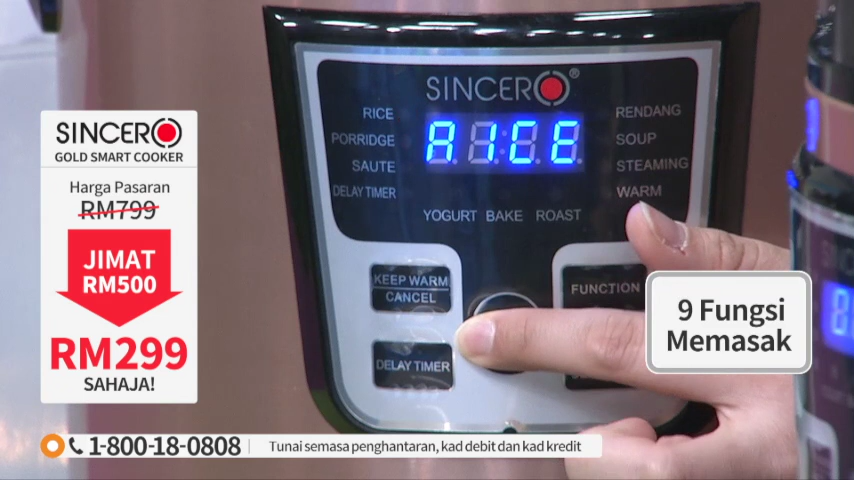 SINCERO
GOLD SMART COOKER
Harga Pasaran
RM799
JIMAT
RM500
RM299
SAHAJA!
SINCERO®
RICE
PORRIDGE
SAUTE
DELAY TIMER
RENDANG
SOUP
STEAMING
WARM
YOGURT BAKE ROAST
KEEP WARM
CANCEL
FUNCTION
DELAY TIMER
9 Fungsi
Memasak
1-800-18-0808
Tunai semasa penghantaran, kad debit dan kad kredit